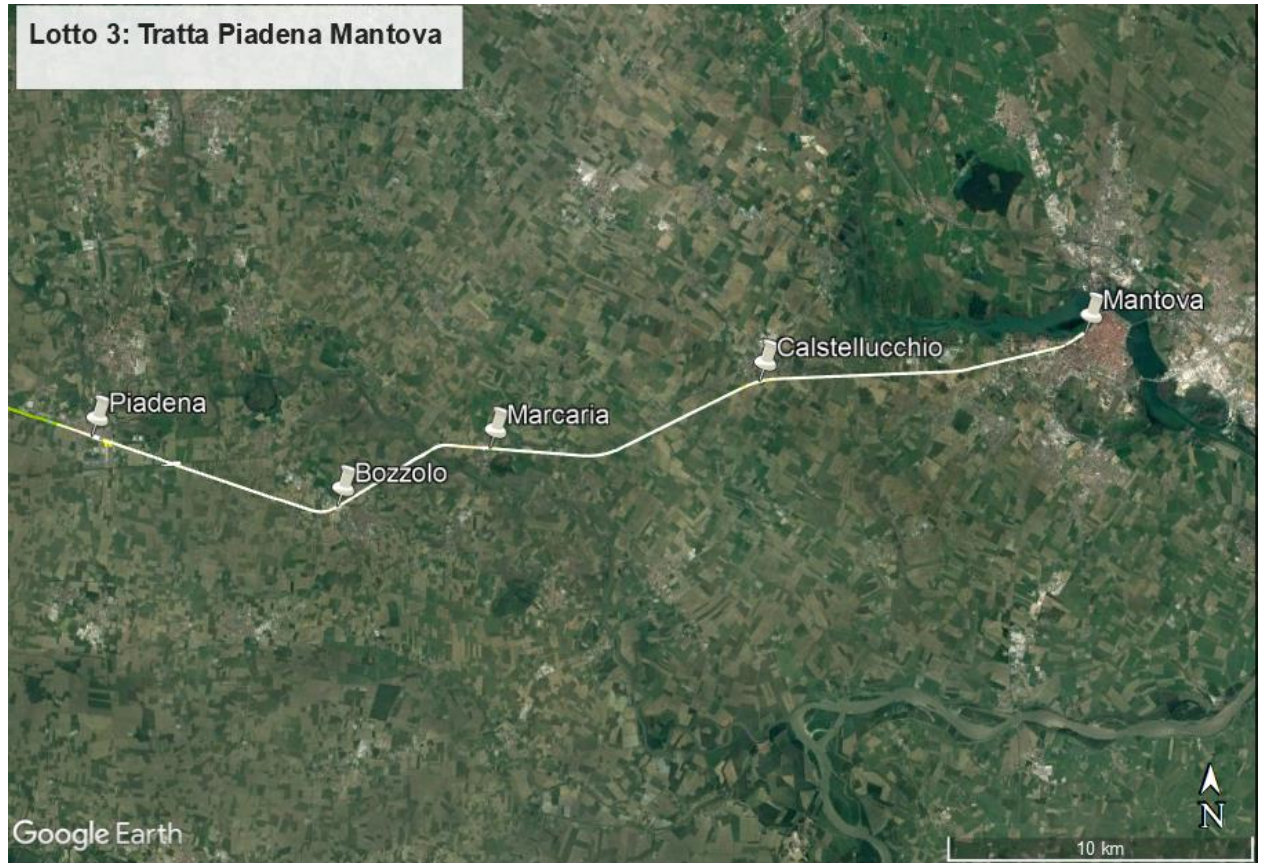 Lotto 3: Tratta Piadena Mantova
Mantova
Calstellucchio
Piadena
Marcaria
Bozzolo
N
Google Earth
10 km